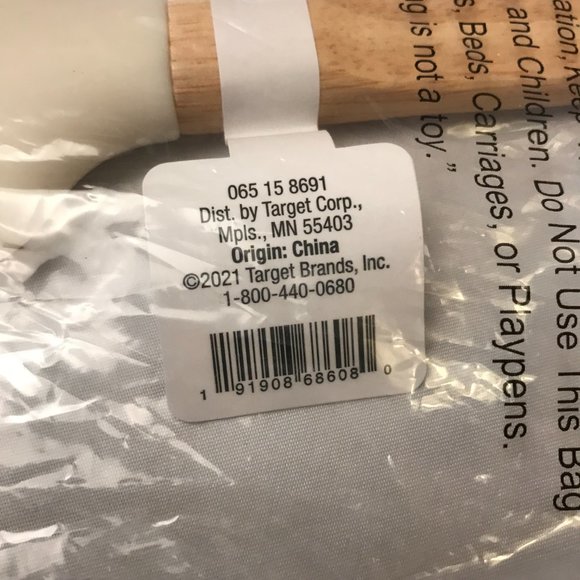 065 15 8691
Dist. by Target Corp.,
Mpls., MN 55403
Origin: China
©2021 Target Brands, Inc.
1-800-440-0680
1 91908 68608 0
and Children. Do Not Use This Bag
Beds, Carriages, or Playpens.
is not a toy.”